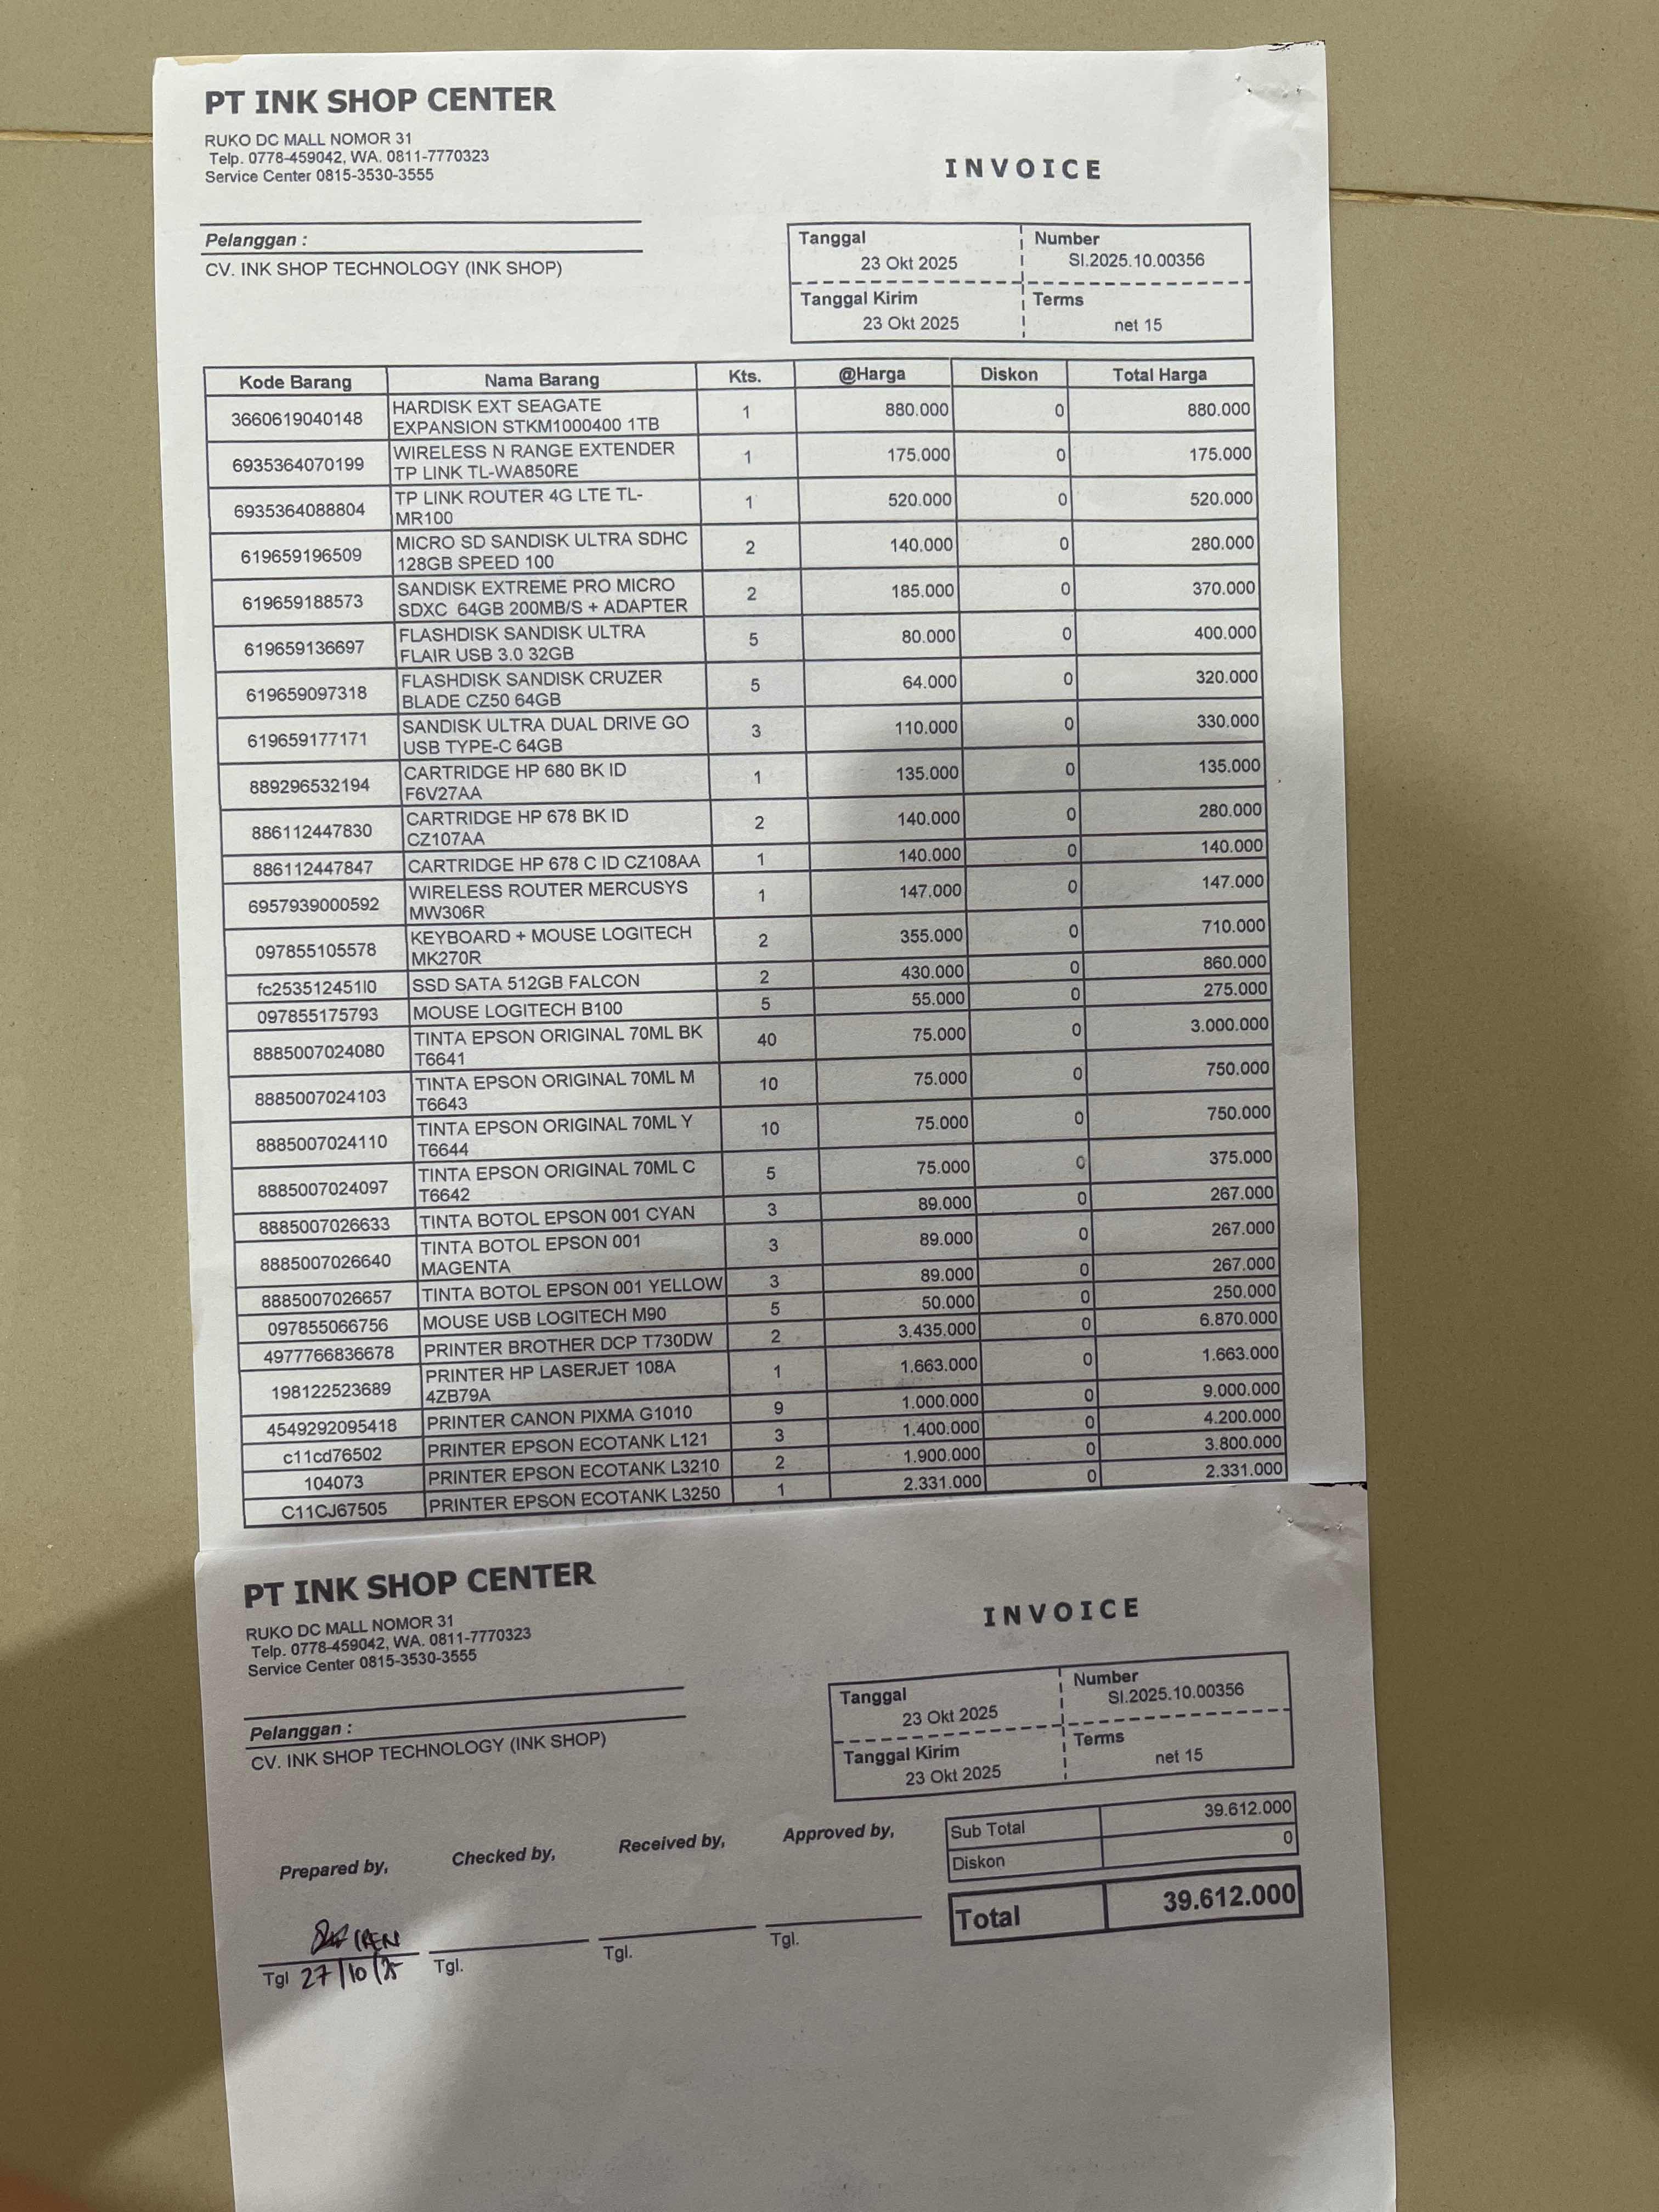 PT INK SHOP CENTER
RUKO DC MALL NOMOR 31
Telp. 0778-459042, WA. 0811-7770323
Service Center 0815-3530-3555
INVOICE
Pelanggan :
CV. INK SHOP TECHNOLOGY (INK SHOP)
Tanggal Number
23 Okt 2025 SI.2025.10.00356
Tanggal Kirim Terms
23 Okt 2025 net 15
Kode Barang Nama Barang Kts. @Harga Diskon Total Harga
3660619040148 HARDISK EXT SEAGATE 1 880.000 0 880.000
EXPANSION STKM1000400 1TB
6935364070199 WIRELESS N RANGE EXTENDER 1 175.000 0 175.000
TP LINK TL-WA850RE
6935364088804 TP LINK ROUTER 4G LTE TL- 1 520.000 0 520.000
MR100
619659196509 MICRO SD SANDISK ULTRA SDHC 2 140.000 0 280.000
128GB SPEED 100
619659188573 SANDISK EXTREME PRO MICRO 2 185.000 0 370.000
SDXC 64GB 200MB/S + ADAPTER
619659136697 FLASHDISK SANDISK ULTRA 5 80.000 0 400.000
FLAIR USB 3.0 32GB
619659097318 FLASHDISK SANDISK CRUZER 5 64.000 0 320.000
BLADE CZ50 64GB
619659177171 SANDISK ULTRA DUAL DRIVE GO 3 110.000 0 330.000
USB TYPE-C 64GB
889296532194 CARTRIDGE HP 680 BK ID 1 135.000 0 135.000
F6V27AA
886112447830 CARTRIDGE HP 678 BK ID 2 140.000 0 280.000
CZ107AA
886112447847 CARTRIDGE HP 678 C ID CZ108AA 1 140.000 0 140.000
6957939000592 WIRELESS ROUTER MERCUSYS 1 147.000 0 147.000
MW306R
097855105578 KEYBOARD + MOUSE LOGITECH 2 355.000 0 710.000
MK270R
fc253512451l0 SSD SATA 512GB FALCON 2 430.000 0 860.000
097855175793 MOUSE LOGITECH B100 5 55.000 0 275.000
8885007024080 TINTA EPSON ORIGINAL 70ML BK 40 75.000 0 3.000.000
T6641
8885007024103 TINTA EPSON ORIGINAL 70ML M 10 75.000 0 750.000
T6643
8885007024110 TINTA EPSON ORIGINAL 70ML Y 10 75.000 0 750.000
T6644
8885007024097 TINTA EPSON ORIGINAL 70ML C 5 75.000 0 375.000
T6642
8885007026633 TINTA BOTOL EPSON 001 CYAN 3 89.000 0 267.000
8885007026640 TINTA BOTOL EPSON 001 3 89.000 0 267.000
MAGENTA
8885007026657 TINTA BOTOL EPSON 001 YELLOW 3 89.000 0 267.000
097855066756 MOUSE USB LOGITECH M90 5 50.000 0 250.000
4977766836678 PRINTER BROTHER DCP T730DW 2 3.435.000 0 6.870.000
198122523689 PRINTER HP LASERJET 108A 1 1.663.000 0 1.663.000
4ZB79A
4549292095418 PRINTER CANON PIXMA G1010 9 1.000.000 0 9.000.000
c11cd76502 PRINTER EPSON ECOTANK L121 3 1.400.000 0 4.200.000
104073 PRINTER EPSON ECOTANK L3210 2 1.900.000 0 3.800.000
C11CJ67505 PRINTER EPSON ECOTANK L3250 1 2.331.000 0 2.331.000
PT INK SHOP CENTER
RUKO DC MALL NOMOR 31
Telp. 0778-459042, WA. 0811-7770323
Service Center 0815-3530-3555
INVOICE
Pelanggan :
CV. INK SHOP TECHNOLOGY (INK SHOP)
Tanggal Number
23 Okt 2025 SI.2025.10.00356
Tanggal Kirim Terms
23 Okt 2025 net 15
Prepared by, Checked by, Received by, Approved by,
Sub Total 39.612.000
Diskon 0
Total 39.612.000
Tgl 27/10/25 Tgl. Tgl. Tgl.